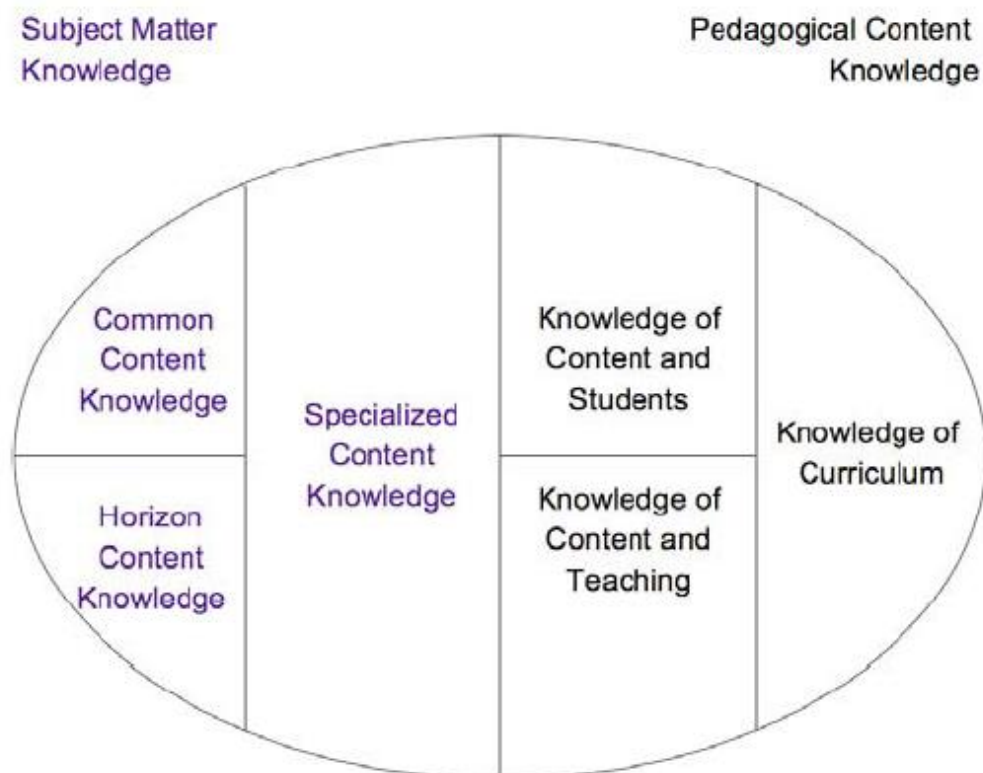 Subject Matter
Knowledge
Pedagogical Content
Knowledge
Common
Content
Knowledge
Horizon
Content
Knowledge
Specialized
Content
Knowledge
Knowledge of
Content and
Students
Knowledge of
Content and
Teaching
Knowledge of
Curriculum